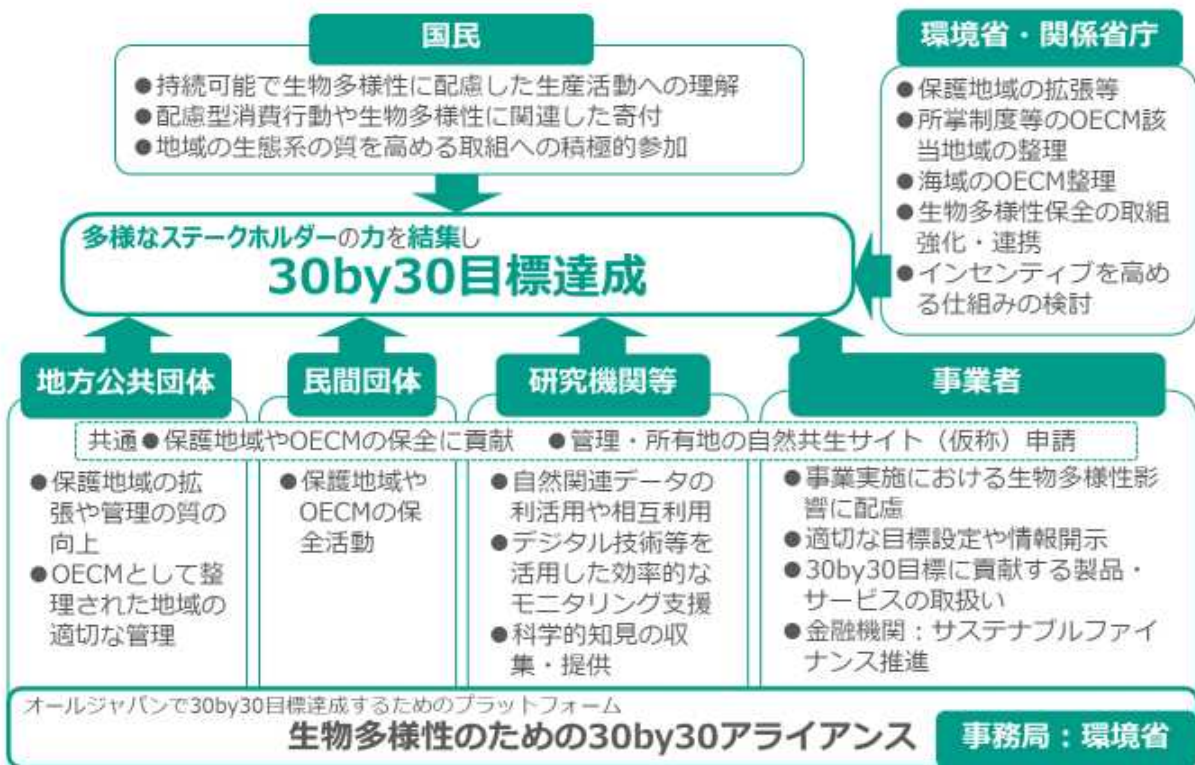 国民
●持続可能で生物多様性に配慮した生産活動への理解
●配慮型消費行動や生物多様性に関連した寄付
●地域の生態系の質を高める取組への積極的参加
環境省・関係省庁
●保護地域の拡張等
●所掌制度等のOECM該
当地域の整理
●海域のOECM整理
●生物多様性保全の取組
強化・連携
●インセンティブを高め
る仕組みの検討
多様なステークホルダーの力を結集し
30by30目標達成
地方公共団体
民間団体
研究機関等
事業者
共通●保護地域やOECMの保全に貢献 ●管理・所有地の自然共生サイト（仮称）申請
●保護地域の拡
張や管理の質の
向上
●OECMとして整
理された地域の
適切な管理
●保護地域や
OECMの保
全活動
●自然関連データの
利活用や相互利用
●デジタル技術等を
活用した効率的な
モニタリング支援
●科学的知見の収
集・提供
●事業実施における生物多様性影
響に配慮
●適切な目標設定や情報開示
●30by30目標に貢献する製品・
サービスの取扱い
●金融機関：サステナブルファイ
ナンス推進
オールジャパンで30by30目標達成するためのプラットフォーム
生物多様性のための30by30アライアンス
事務局：環境省